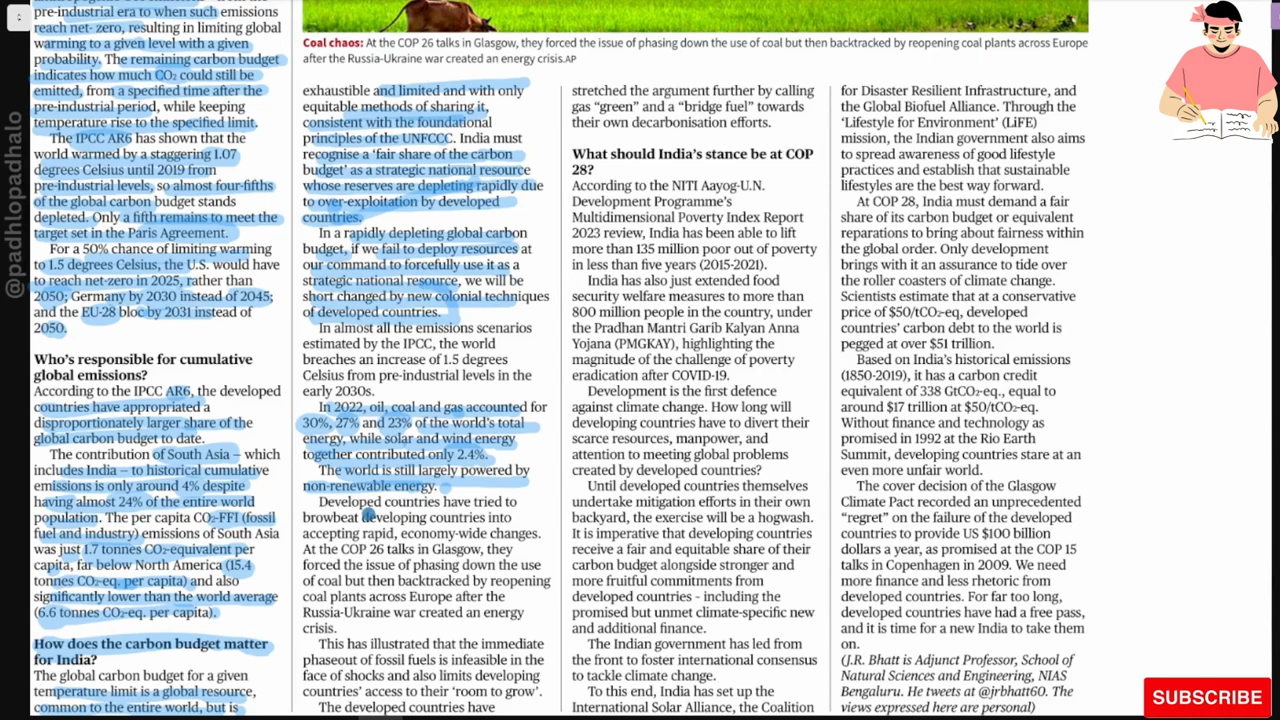 pre-industrial era to when such emissions
reach net- zero, resulting in limiting global
warming to a given level with a given
probability. The remaining carbon budget
indicates how much CO₂ could still be
emitted, from a specified time after the
pre-industrial period, while keeping
temperature rise to the specified limit.
The IPCC AR6 has shown that the
world warmed by a staggering 1.07
degrees Celsius until 2019 from
pre-industrial levels, so almost four-fifths
of the global carbon budget stands
depleted. Only a fifth remains to meet the
target set in the Paris Agreement.
For a 50% chance of limiting warming
to 1.5 degrees Celsius, the U.S. would have
to reach net-zero in 2025, rather than
2050; Germany by 2030 instead of 2045;
and the EU-28 bloc by 2031 instead of
2050.
Who's responsible for cumulative
global emissions?
According to the IPCC AR6, the developed
countries have appropriated a
disproportionately larger share of the
global carbon budget to date.
The contribution of South Asia – which
includes India – to historical cumulative
emissions is only around 4% despite
having almost 24% of the entire world
population. The per capita CO₂-FFI (fossil
fuel and industry) emissions of South Asia
was just 1.7 tonnes CO₂-equivalent per
capita, far below North America (15.4
tonnes CO₂-eq. per capita) and also
significantly lower than the world average
(6.6 tonnes CO₂-eq. per capita).
How does the carbon budget matter
for India?
The global carbon budget for a given
temperature limit is a global resource,
common to the entire world, but is
Coal chaos: At the COP 26 talks in Glasgow, they forced the issue of phasing down the use of coal but then backtracked by reopening coal plants across Europe
after the Russia-Ukraine war created an energy crisis.AP
exhaustible and limited and with only
equitable methods of sharing it,
consistent with the foundational
principles of the UNFCCC. India must
recognise a 'fair share of the carbon
budget' as a strategic national resource
whose reserves are depleting rapidly due
to over-exploitation by developed
countries.
In a rapidly depleting global carbon
budget, if we fail to deploy resources at
our command to forcefully use it as a
strategic national resource, we will be
short changed by new colonial techniques
of developed countries.
In almost all the emissions scenarios
estimated by the IPCC, the world
breaches an increase of 1.5 degrees
Celsius from pre-industrial levels in the
early 2030s.
In 2022, oil, coal and gas accounted for
30%, 27% and 23% of the world's total
energy, while solar and wind energy
together contributed only 2.4%.
The world is still largely powered by
non-renewable energy.
Developed countries have tried to
browbeat developing countries into
accepting rapid, economy-wide changes.
At the COP 26 talks in Glasgow, they
forced the issue of phasing down the use
of coal but then backtracked by reopening
coal plants across Europe after the
Russia-Ukraine war created an energy
crisis.
This has illustrated that the immediate
phaseout of fossil fuels is infeasible in the
face of shocks and also limits developing
countries' access to their 'room to grow'.
The developed countries have
stretched the argument further by calling
gas “green” and a “bridge fuel” towards
their own decarbonisation efforts.
What should India's stance be at COP
28?
According to the NITI Aayog-U.N.
Development Programme's
Multidimensional Poverty Index Report
2023 review, India has been able to lift
more than 135 million poor out of poverty
in less than five years (2015-2021).
India has also just extended food
security welfare measures to more than
800 million people in the country, under
the Pradhan Mantri Garib Kalyan Anna
Yojana (PMGKAY), highlighting the
magnitude of the challenge of poverty
eradication after COVID-19.
Development is the first defence
against climate change. How long will
developing countries have to divert their
scarce resources, manpower, and
attention to meeting global problems
created by developed countries?
Until developed countries themselves
undertake mitigation efforts in their own
backyard, the exercise will be a hogwash.
It is imperative that developing countries
receive a fair and equitable share of their
carbon budget alongside stronger and
more fruitful commitments from
developed countries – including the
promised but unmet climate-specific new
and additional finance.
The Indian government has led from
the front to foster international consensus
to tackle climate change.
To this end, India has set up the
International Solar Alliance, the Coalition
for Disaster Resilient Infrastructure, and
the Global Biofuel Alliance. Through the
'Lifestyle for Environment' (LiFE)
mission, the Indian government also aims
to spread awareness of good lifestyle
practices and establish that sustainable
lifestyles are the best way forward.
At COP 28, India must demand a fair
share of its carbon budget or equivalent
reparations to bring about fairness within
the global order. Only development
brings with it an assurance to tide over
the roller coasters of climate change.
Scientists estimate that at a conservative
price of $50/tCO₂-eq, developed
countries' carbon debt to the world is
pegged at over $51 trillion.
Based on India's historical emissions
(1850-2019), it has a carbon credit
equivalent of 338 GtCO₂-eq., equal to
around $17 trillion at $50/tCO₂-eq.
Without finance and technology as
promised in 1992 at the Rio Earth
Summit, developing countries stare at an
even more unfair world.
The cover decision of the Glasgow
Climate Pact recorded an unprecedented
“regret” on the failure of the developed
countries to provide US $100 billion
dollars a year, as promised at the COP 15
talks in Copenhagen in 2009. We need
more finance and less rhetoric from
developed countries. For far too long,
developed countries have had a free pass,
and it is time for a new India to take them
on.
(J.R. Bhatt is Adjunct Professor, School of
Natural Sciences and Engineering, NIAS
Bengaluru. He tweets at @jrbhatt60. The
views expressed here are personal)
@padhlopadhalo
SUBSCRIBE